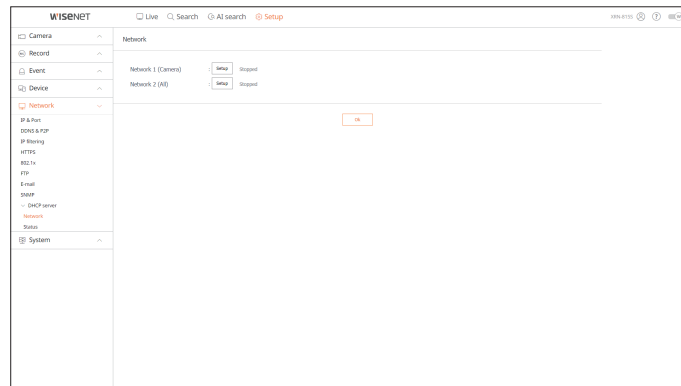 WISENET
Live Search AI search Setup
XRN-815S
Camera
Record
Event
Device
Network
IP & Port
DDNS & P2P
IP filtering
HTTPS
802.1x
FTP
E-mail
SNMP
DHCP server
Network
Status
System
Network
Network 1 (Camera) : Setup Stopped
Network 2 (All) : Setup Stopped
Ok